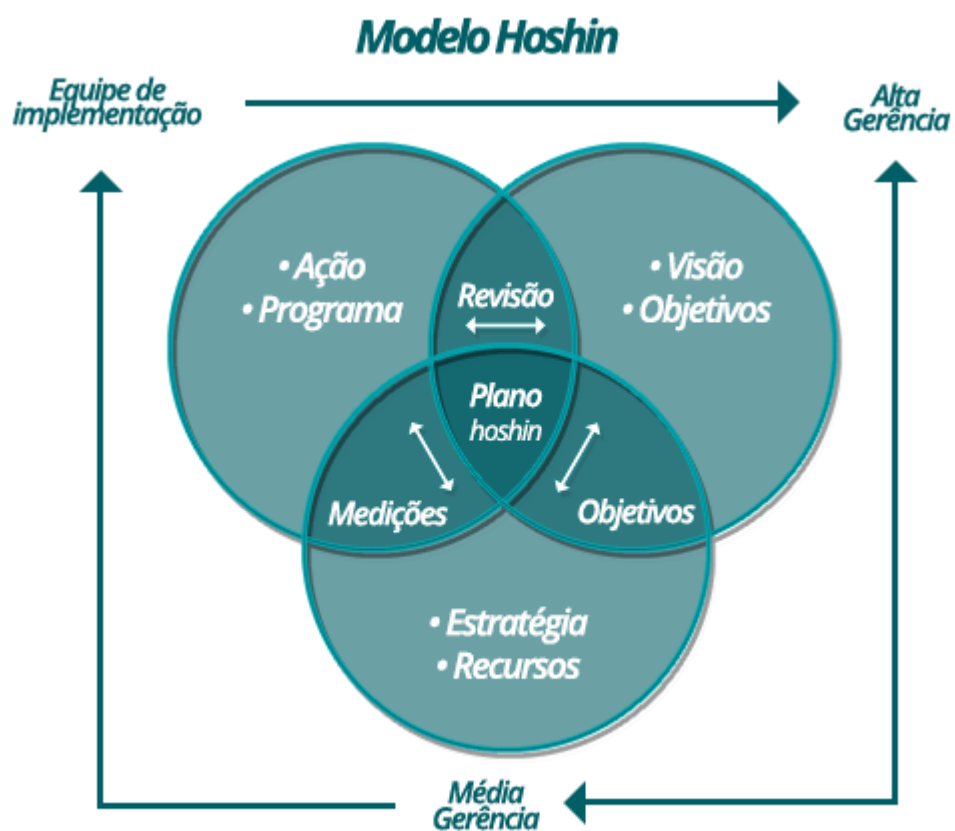 Modelo Hoshin
Equipe de
implementação
Alta
Gerência
• Ação
• Programa
Revisão
• Visão
• Objetivos
Plano
hoshin
Medições
Objetivos
• Estratégia
• Recursos
Média
Gerência